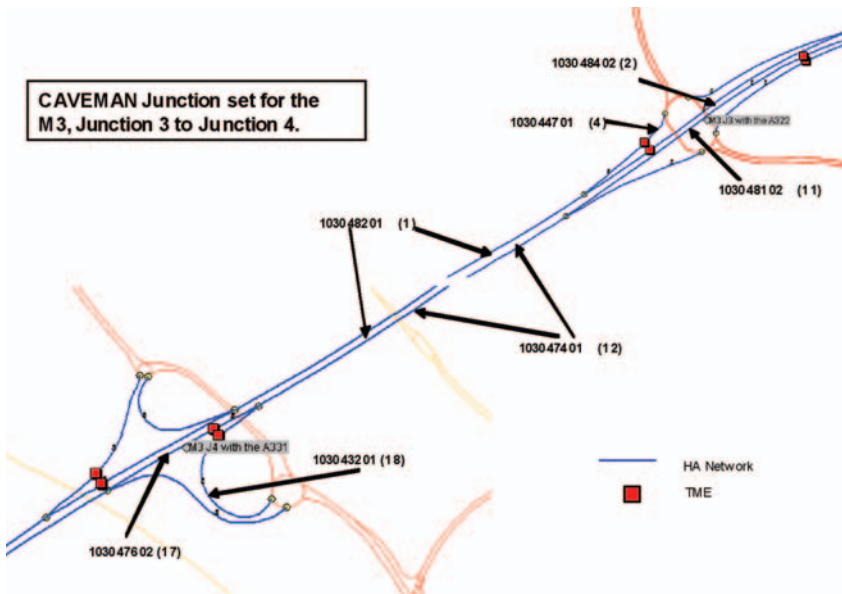 CAVEMAN Junction set for the
M3, Junction 3 to Junction 4.
1030 484 02 (2)
1030 447 01 (4)
M3 J3 with the A322
1030 481 02 (11)
1030 482 01 (1)
1030 474 01 (12)
M3 J4 with the A331
1030 432 01 (18)
1030 476 02 (17)
HA Network
TME